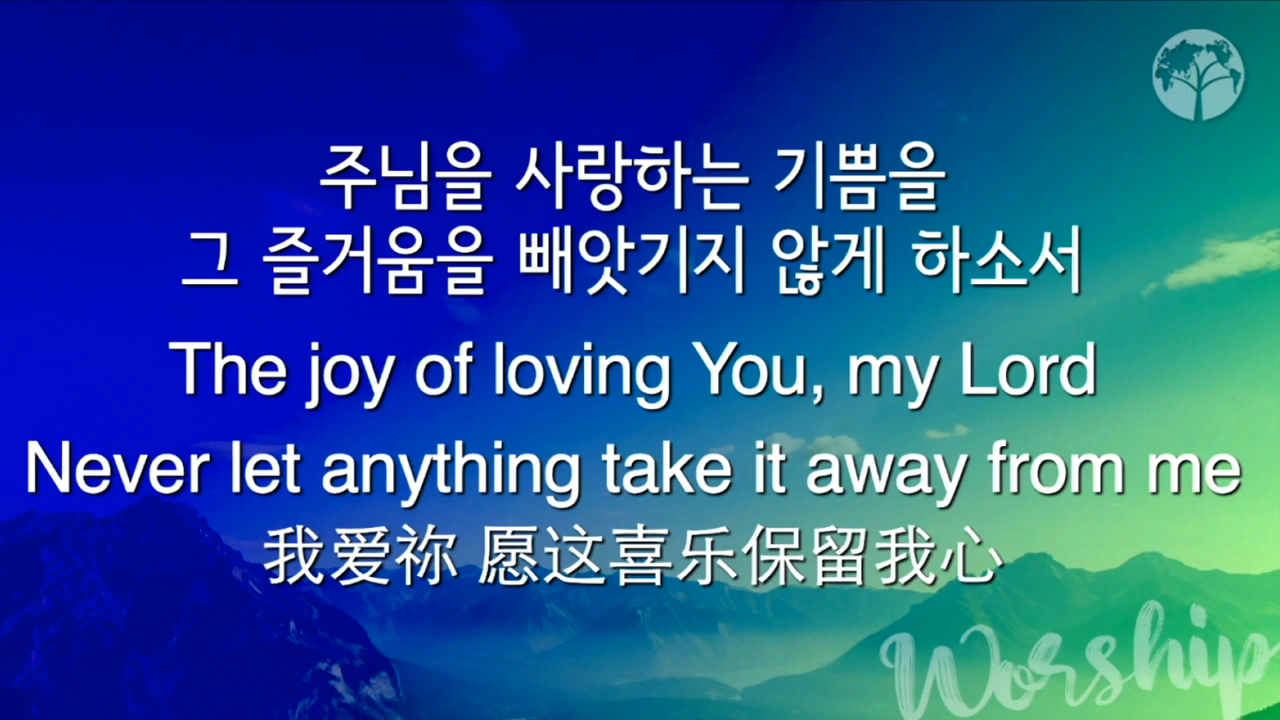 주님을 사랑하는 기쁨을
그 즐거움을 빼앗기지 않게 하소서
The joy of loving You, my Lord
Never let anything take it away from me
我爱祢 愿这喜乐保留我心
Worship